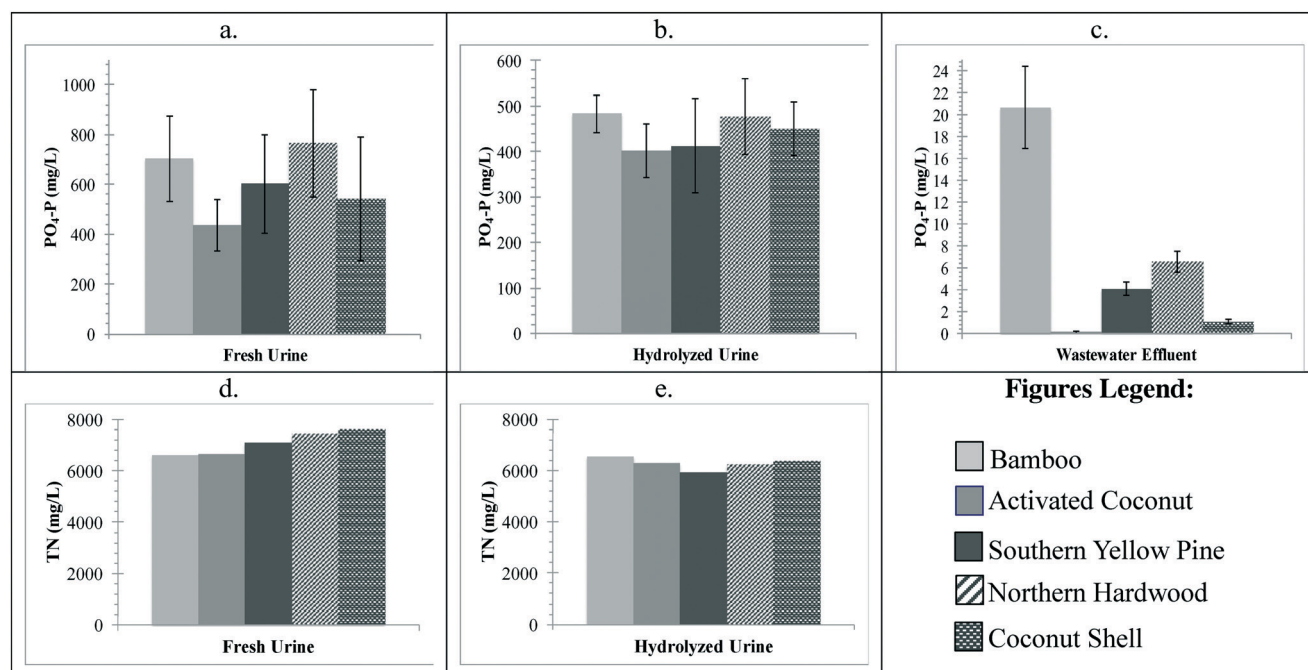 a.
PO₄-P (mg/L)
1000
800
600
400
200
0
Fresh Urine
b.
PO₄-P (mg/L)
600
500
400
300
200
100
0
Hydrolyzed Urine
c.
PO₄-P (mg/L)
24
22
20
18
16
14
12
10
8
6
4
2
0
Wastewater Effluent
d.
TN (mg/L)
8000
6000
4000
2000
0
Fresh Urine
e.
TN (mg/L)
8000
6000
4000
2000
0
Hydrolyzed Urine
Figures Legend:
Bamboo
Activated Coconut
Southern Yellow Pine
Northern Hardwood
Coconut Shell